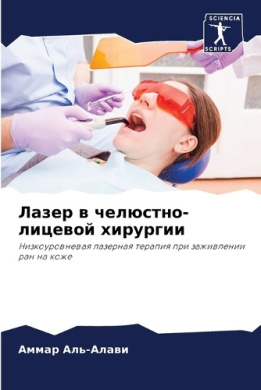 SCIENCIA
SCRIPTS
Лазер в челюстно-
лицевой хирургии
Низкоуровневая лазерная терапия при заживлении
ран на коже
Аммар Аль-Алави